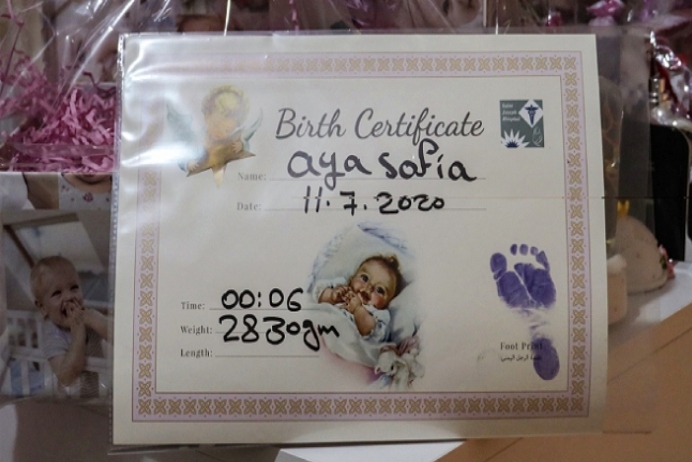 Birth Certificate
Name: aya safia
Date: 11.7.2020
Time: 00:06
Weight: 2830gm
Length:
Foot Print